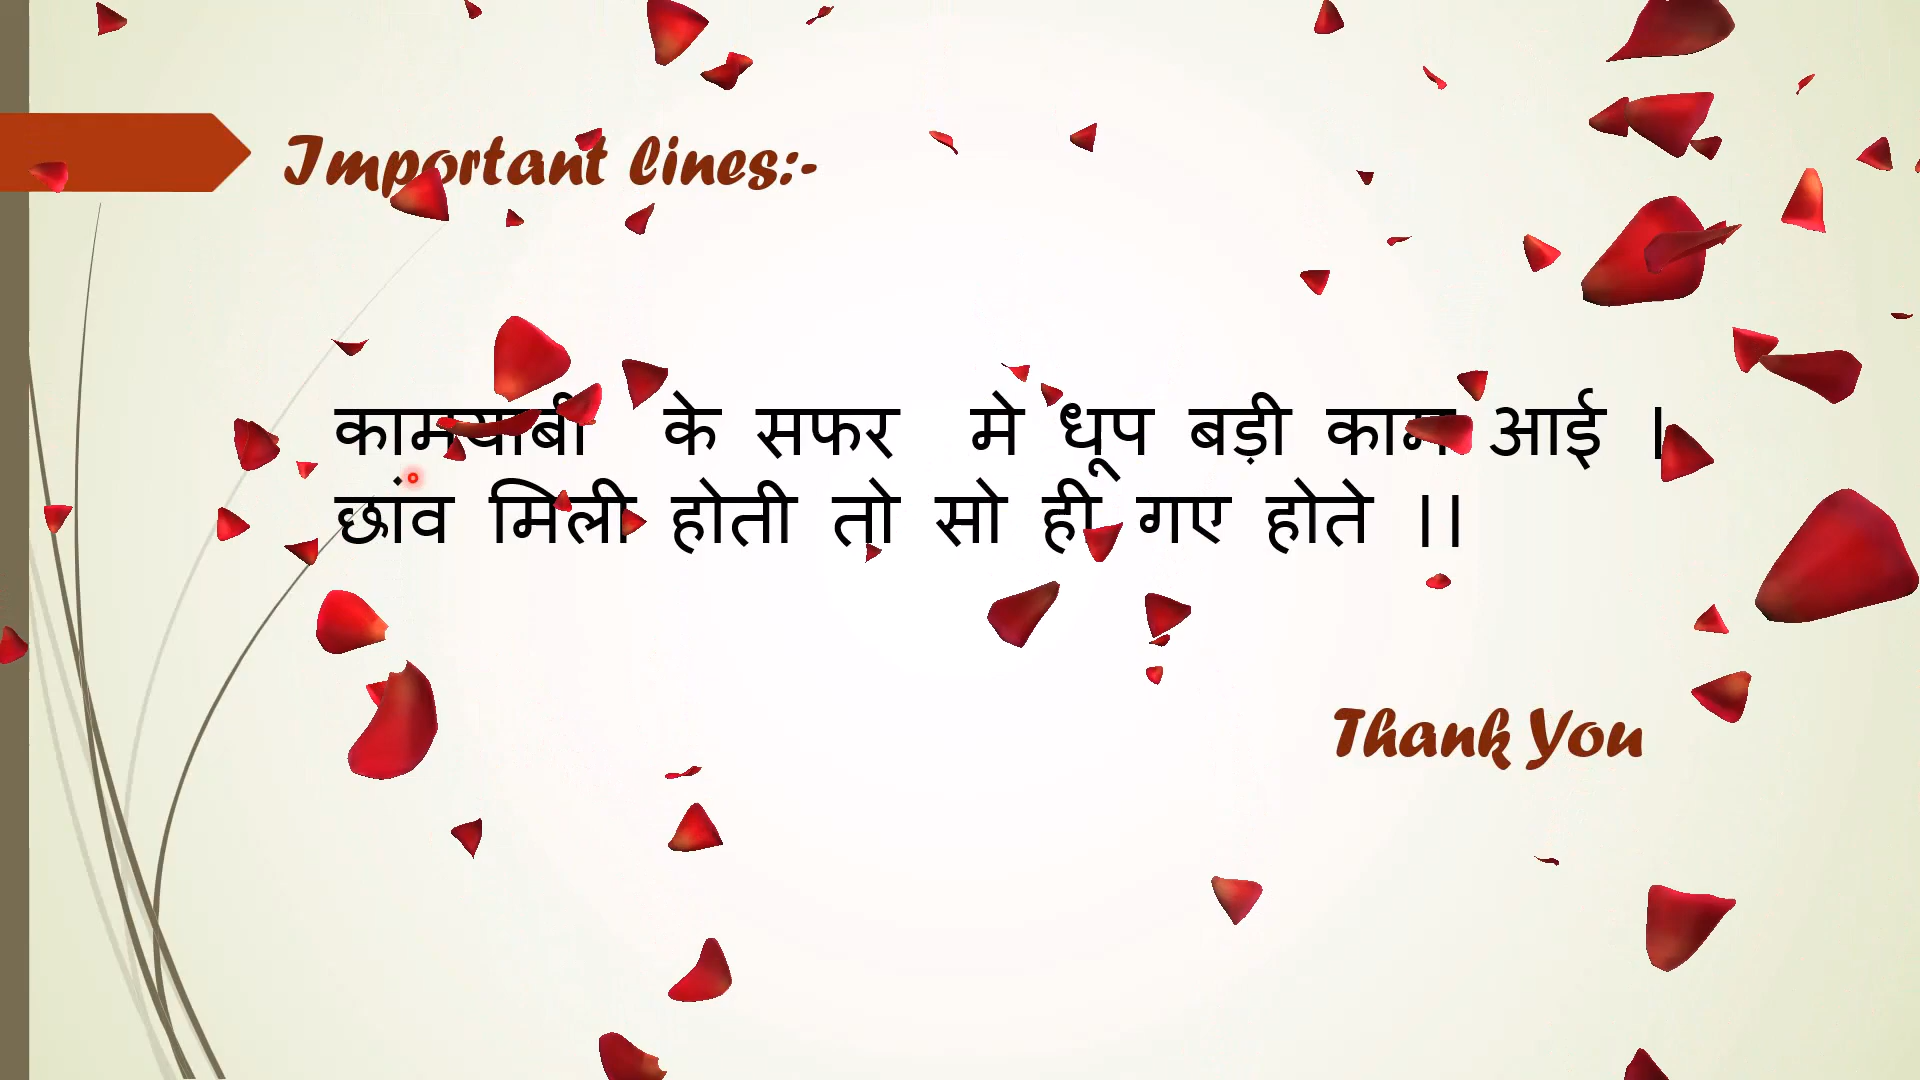 Important lines:-
कामयाबी के सफर मे धूप बड़ी काम आई ।
छांव मिली होती तो सो ही गए होते ।।
Thank You